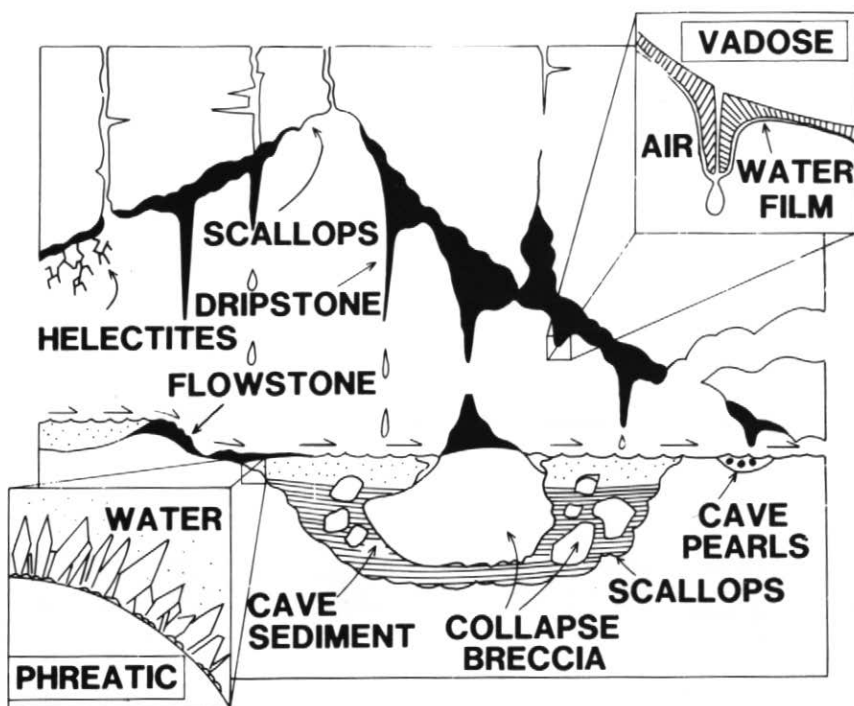 VADOSE
AIR
WATER
FILM
SCALLOPS
DRIPSTONE
HELECTITES
FLOWSTONE
WATER
CAVE
PEARLS
SCALLOPS
CAVE
SEDIMENT
COLLAPSE
BRECCIA
PHREATIC